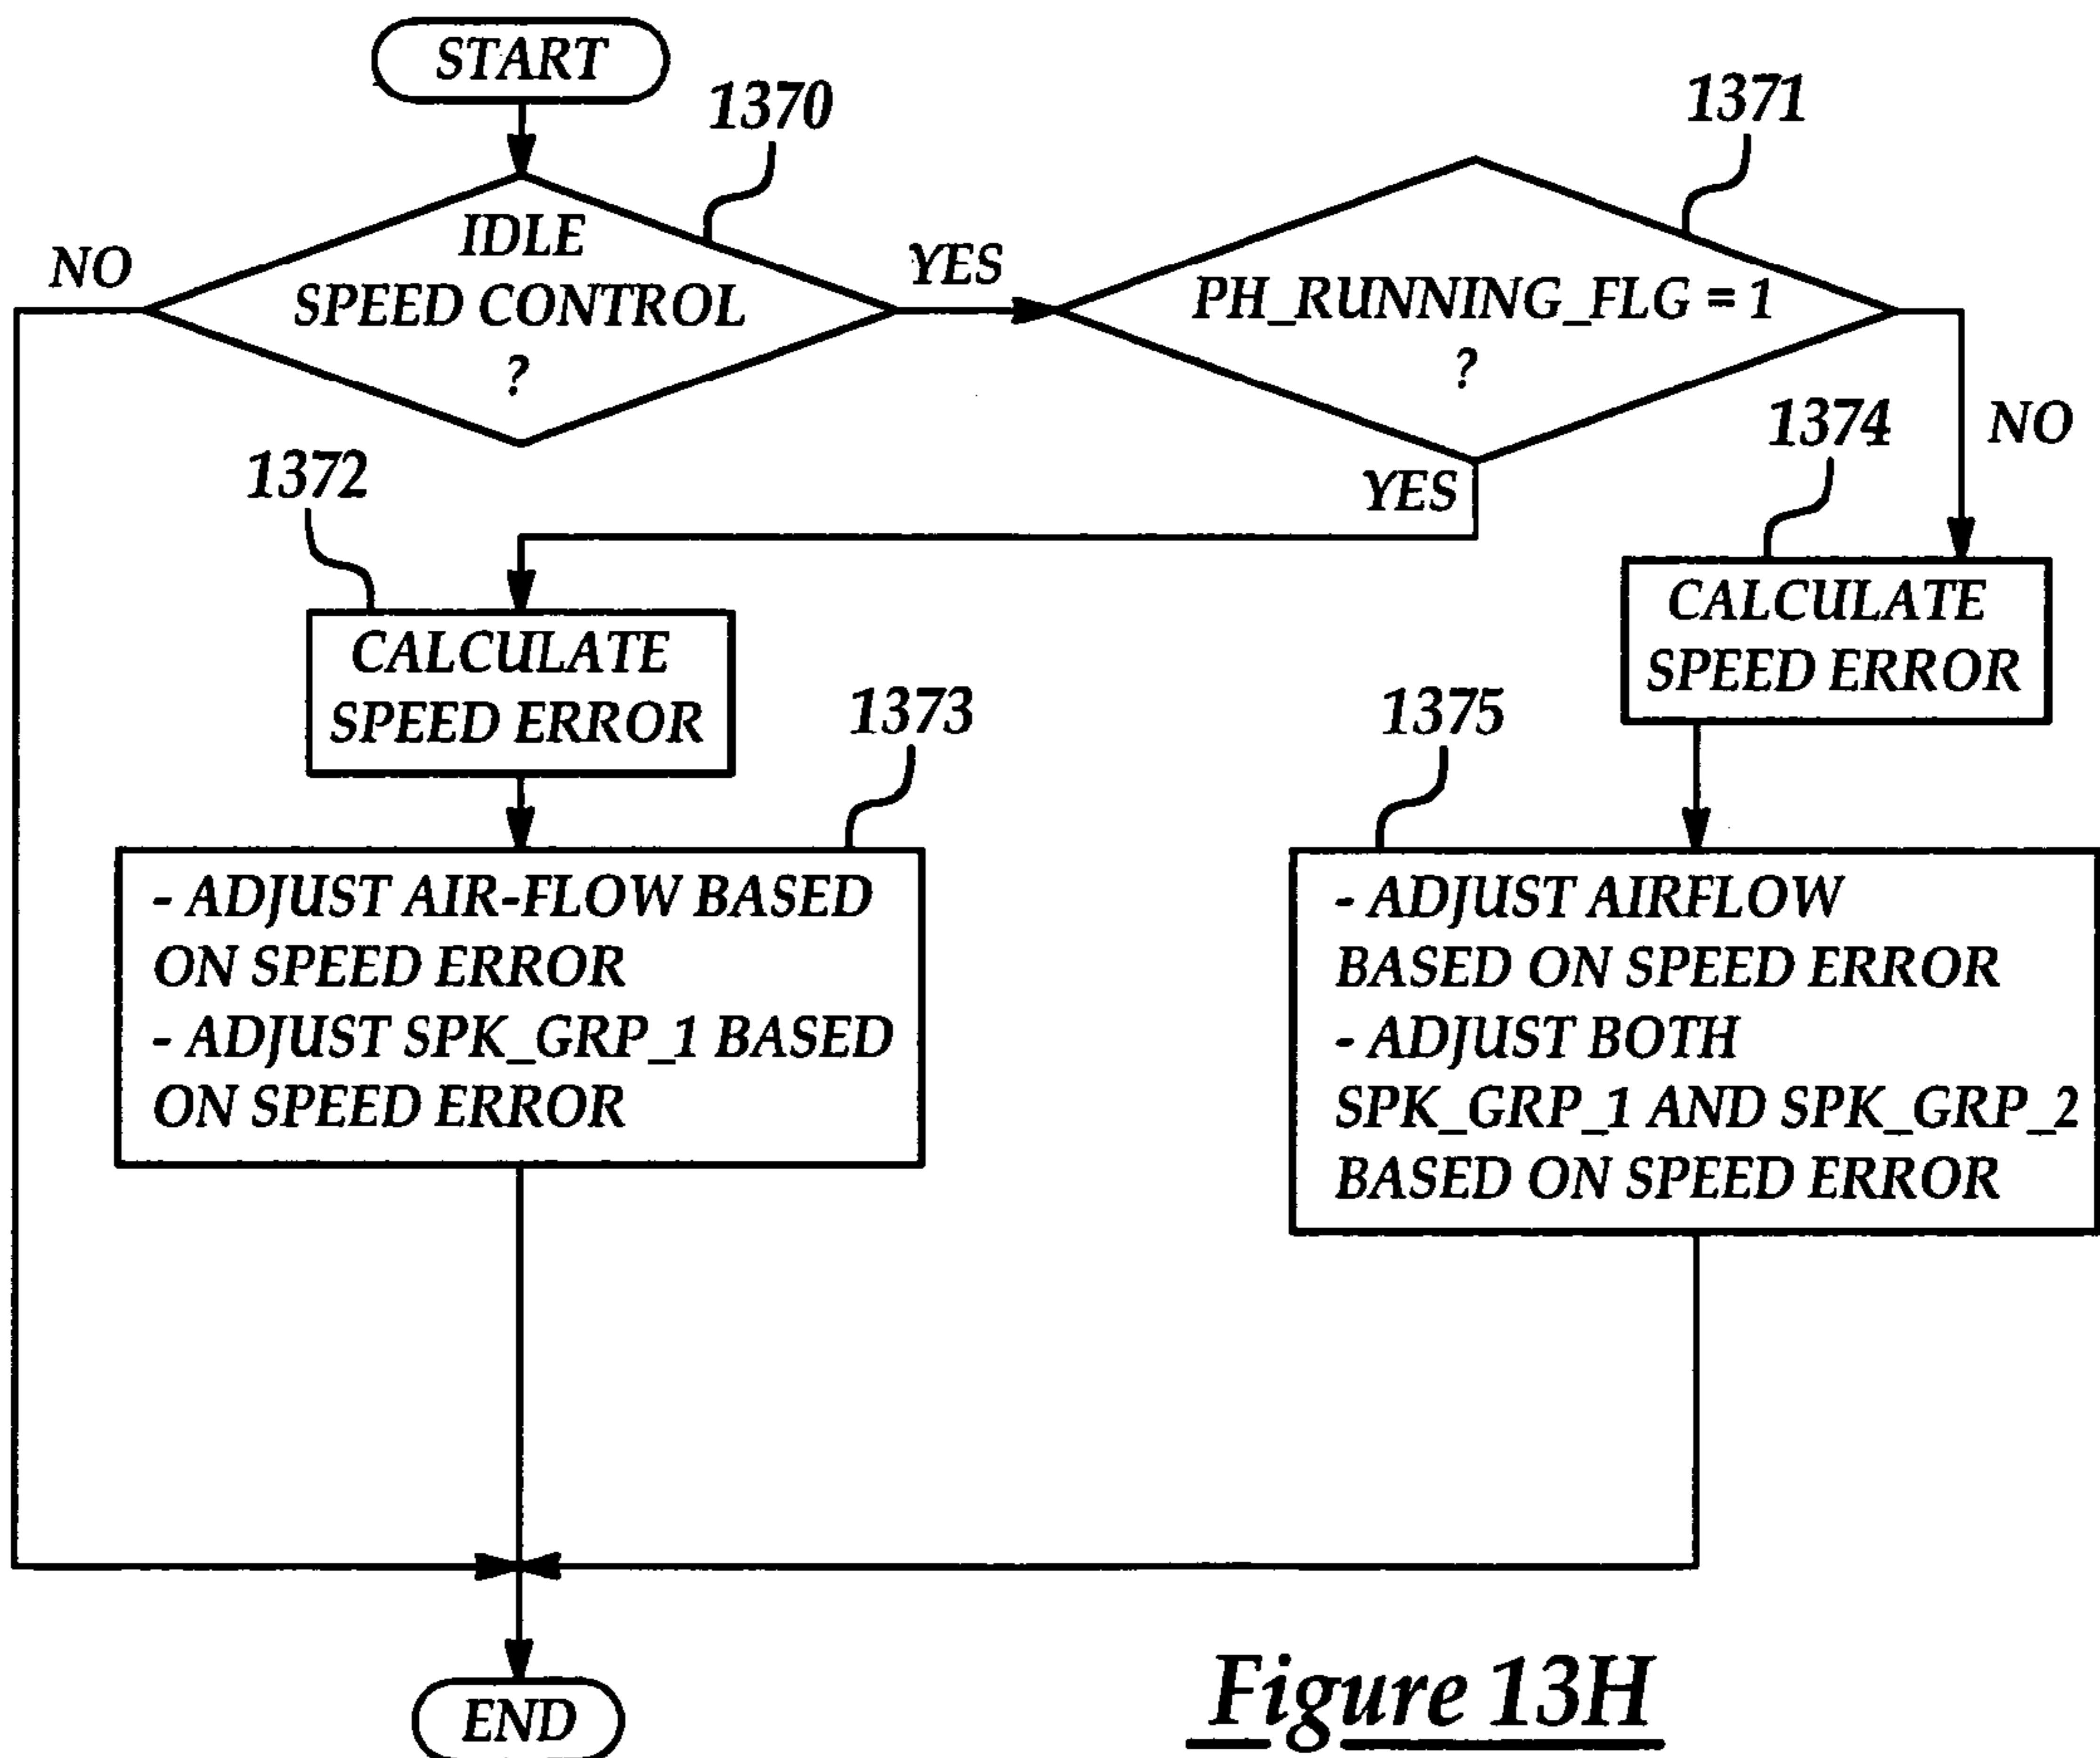 START
1370
1371
IDLE
SPEED CONTROL
?
NO
YES
PH_RUNNING_FLG = 1
?
NO
YES
1372
1374
CALCULATE
SPEED ERROR
CALCULATE
SPEED ERROR
1373
1375
- ADJUST AIR-FLOW BASED
ON SPEED ERROR
- ADJUST SPK_GRP_1 BASED
ON SPEED ERROR
- ADJUST AIRFLOW
BASED ON SPEED ERROR
- ADJUST BOTH
SPK_GRP_1 AND SPK_GRP_2
BASED ON SPEED ERROR
END
Figure 13H